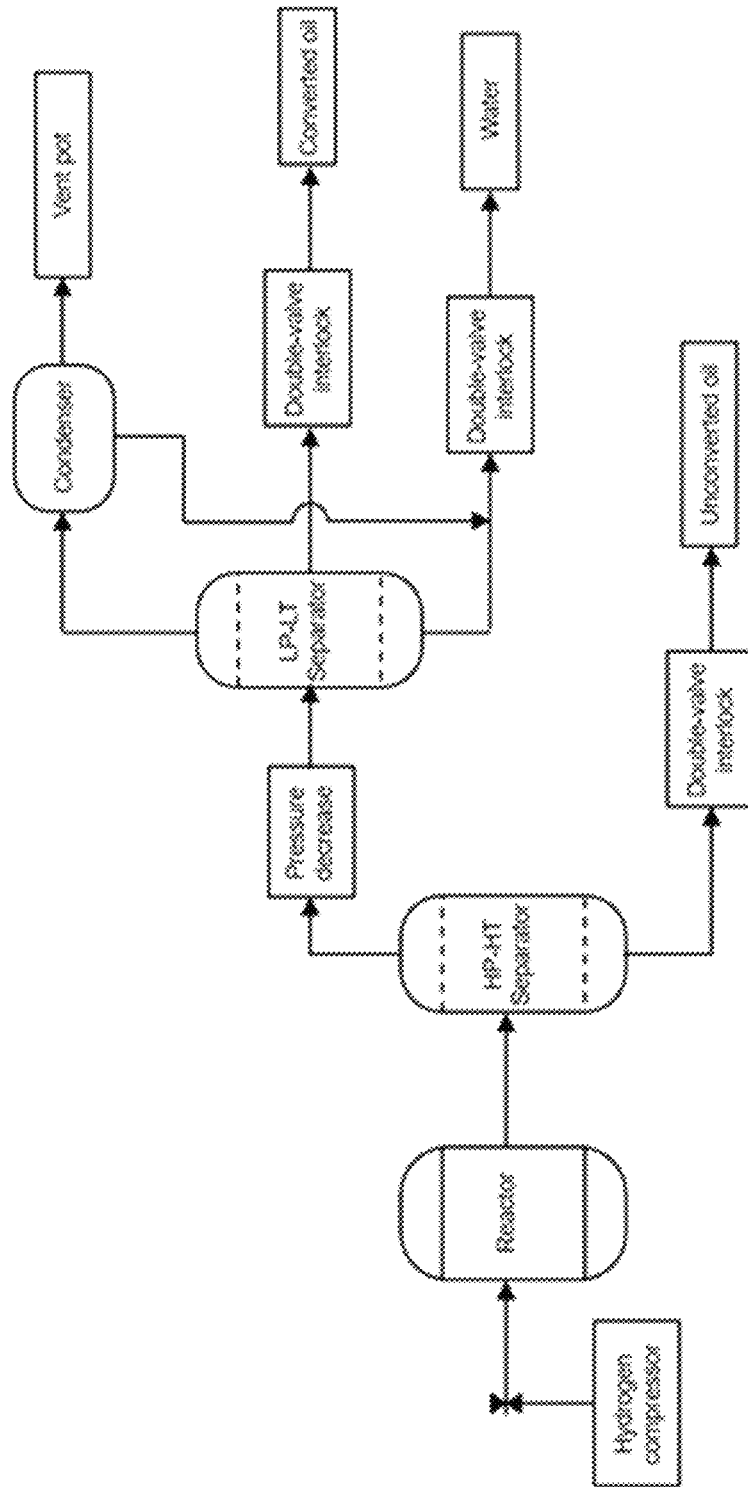 Hydrogen
compressor
Reactor
HP-HT
Separator
Pressure
decrease
LP-LT
Separator
Condenser
Vent pot
Double-valve
interlock
Converted oil
Double-valve
interlock
Water
Double-valve
interlock
Unconverted oil